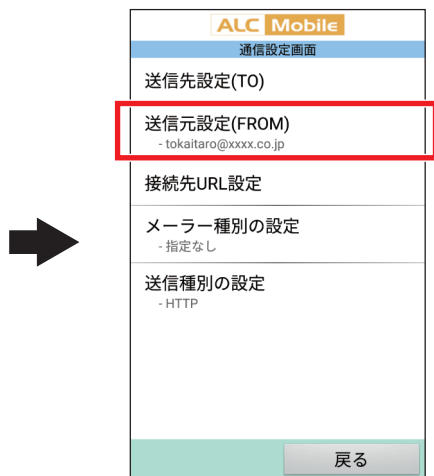 ALC Mobile
通信設定画面
送信先設定(TO)
送信元設定(FROM)
- tokaitaro@xxxx.co.jp
接続先URL設定
メーラー種別の設定
- 指定なし
送信種別の設定
- HTTP
戻る